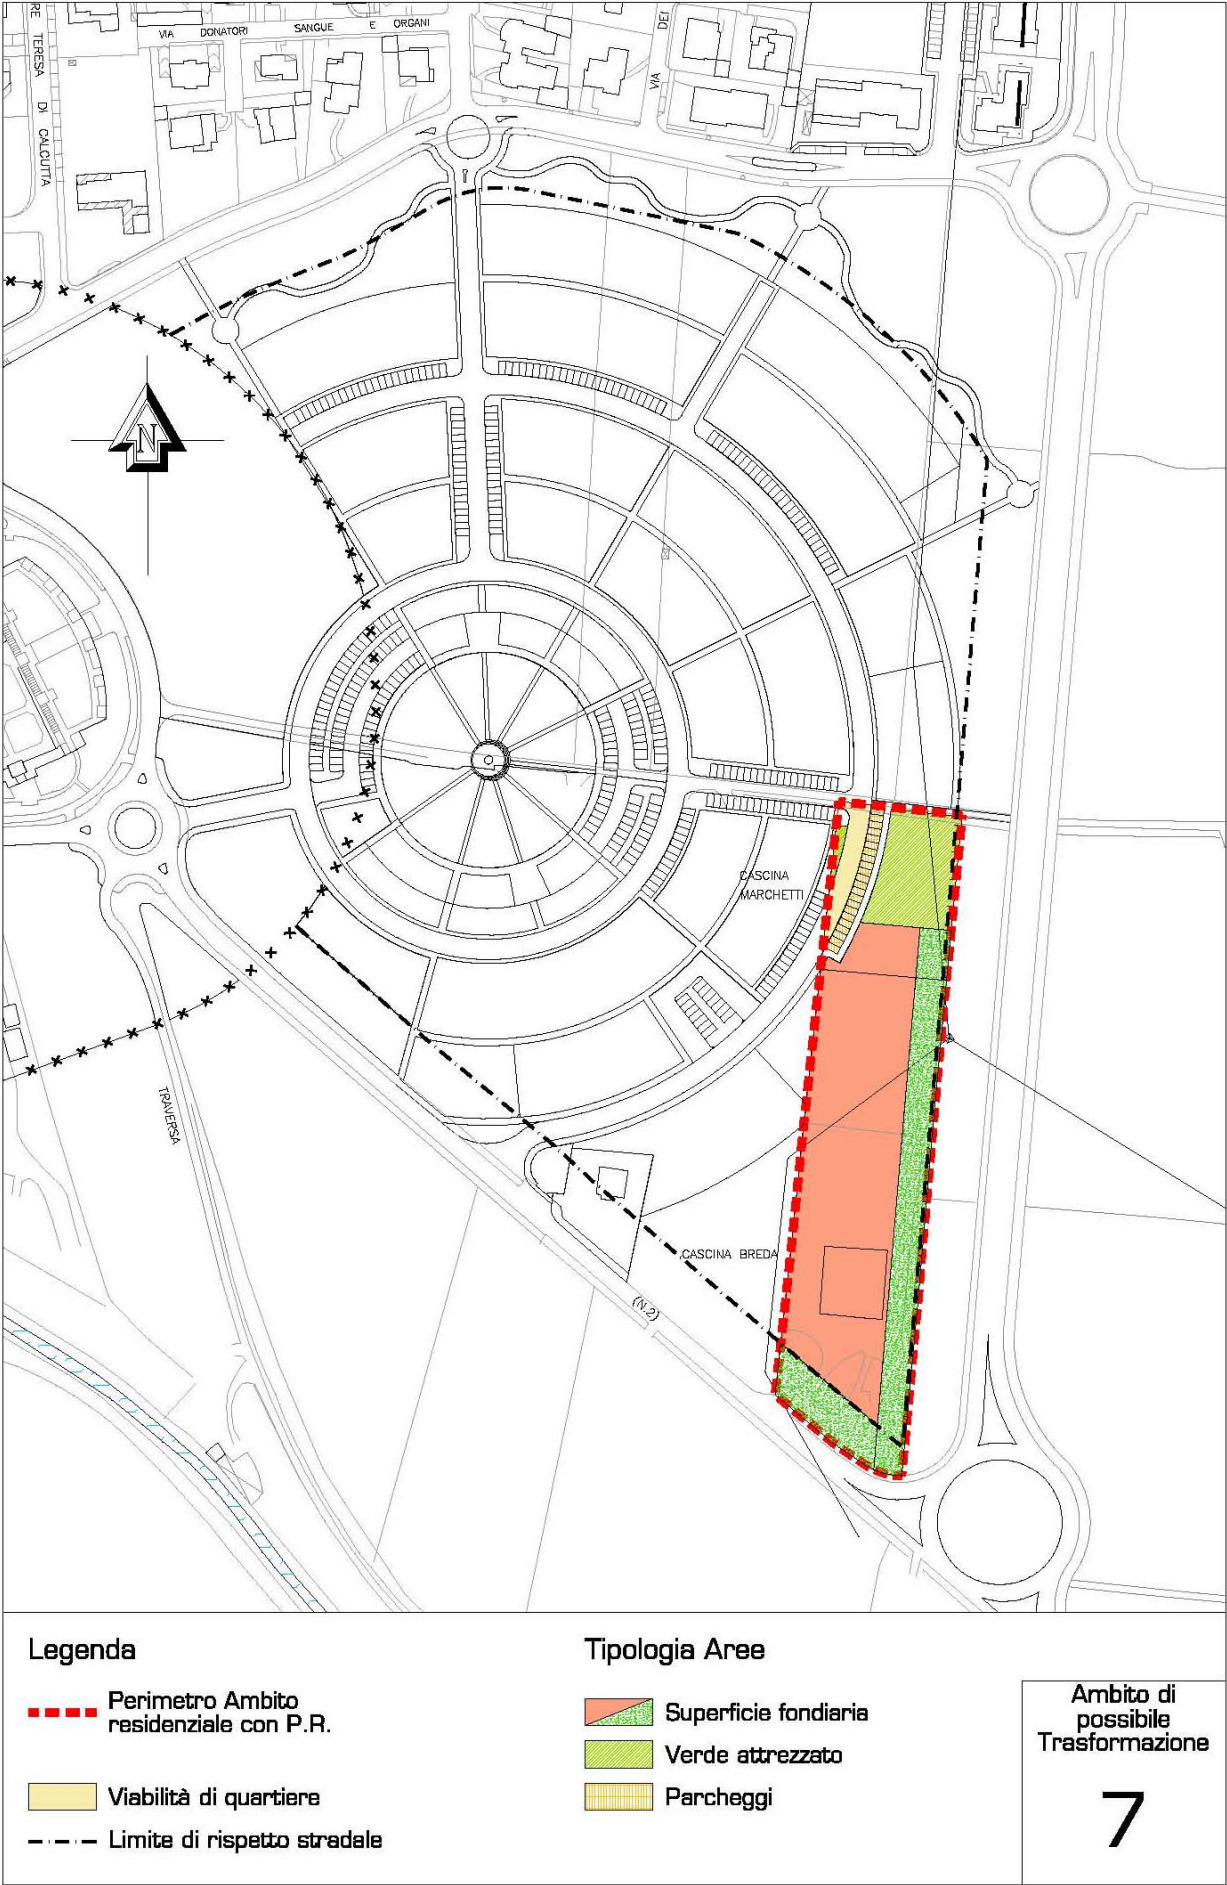 VIA DONATORI SANGUE E ORGANI
RE TERESA DI CALCUTTA
VIA DEI
N
CASCINA
MARCHETTI
TRAVERSA
CASCINA BREDA
(N.2)
Legenda
Perimetro Ambito
residenziale con P.R.
Viabilità di quartiere
Limite di rispetto stradale
Tipologia Aree
Superficie fondiaria
Verde attrezzato
Parcheggi
Ambito di
possibile
Trasformazione
7